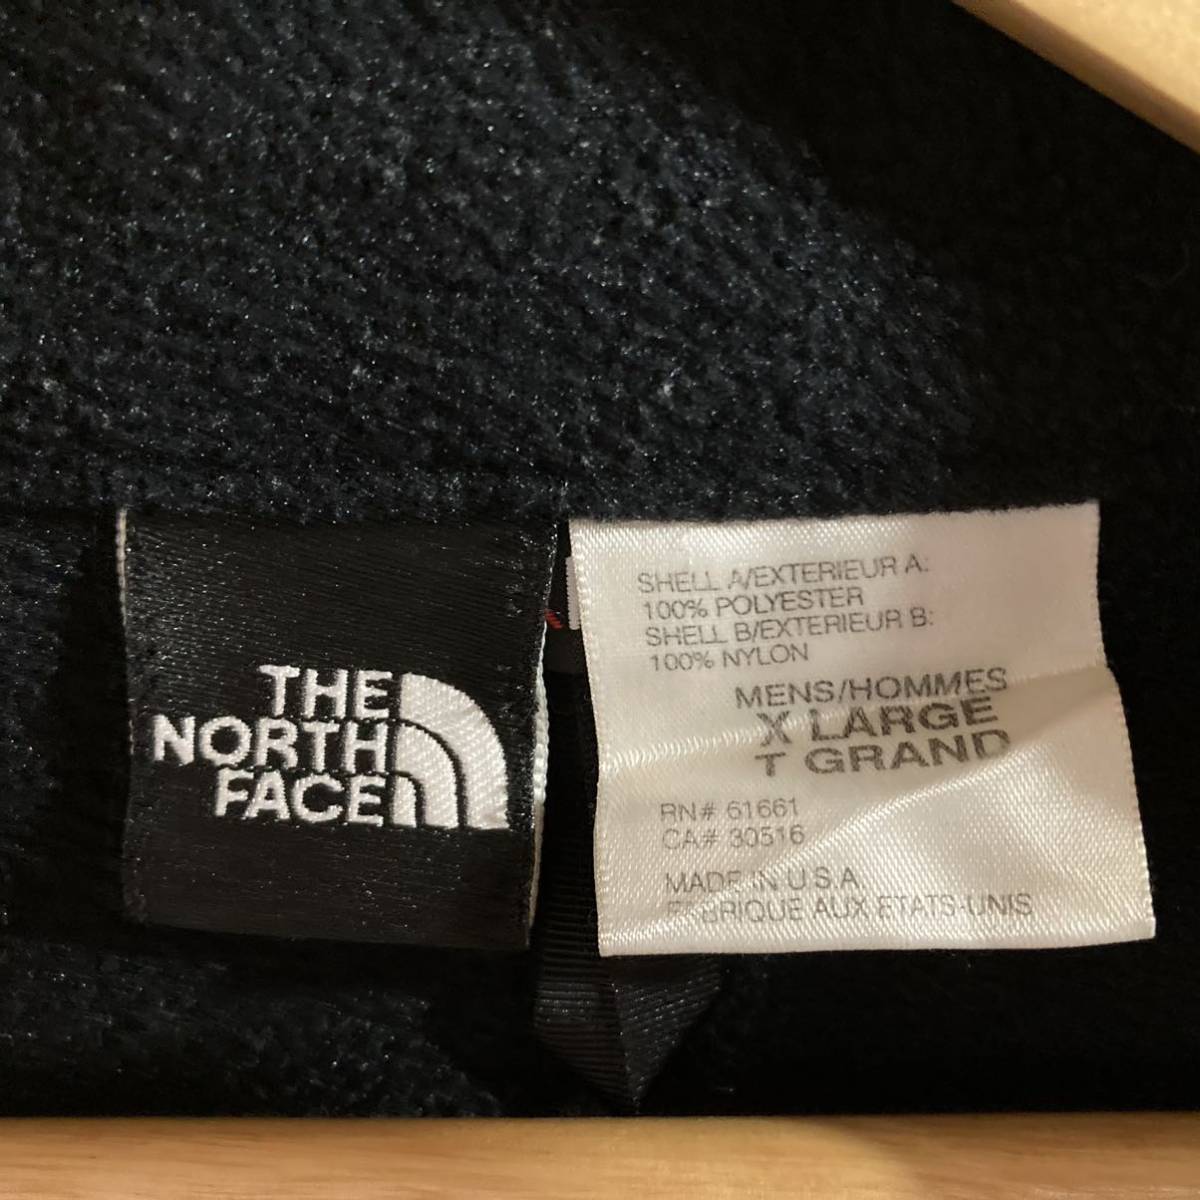 THE
NORTH
FACE
SHELL A/EXTERIEUR A:
100% POLYESTER
SHELL B/EXTERIEUR B:
100% NYLON
MENS/HOMMES
X LARGE
T GRAND
RN# 61661
CA# 30516
MADE IN U.S.A.
FABRIQUE AUX ETATS-UNIS